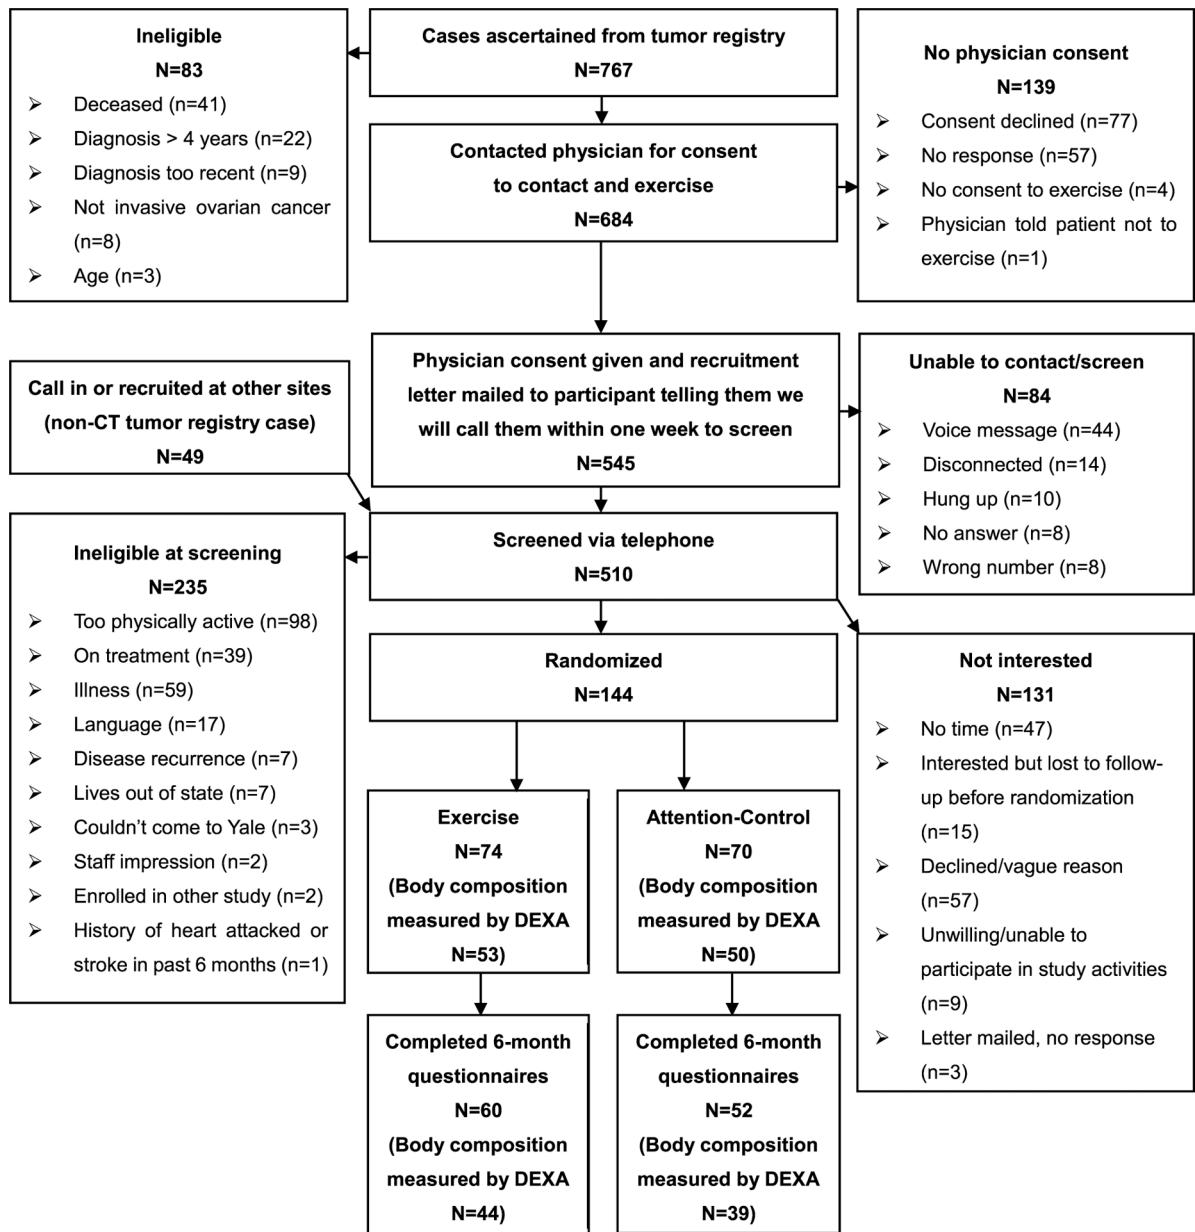 Cases ascertained from tumor registry
N=767
Ineligible
N=83
➢ Deceased (n=41)
➢ Diagnosis > 4 years (n=22)
➢ Diagnosis too recent (n=9)
➢ Not invasive ovarian cancer
(n=8)
➢ Age (n=3)
Contacted physician for consent
to contact and exercise
N=684
No physician consent
N=139
➢ Consent declined (n=77)
➢ No response (n=57)
➢ No consent to exercise (n=4)
➢ Physician told patient not to
exercise (n=1)
Physician consent given and recruitment
letter mailed to participant telling them we
will call them within one week to screen
N=545
Call in or recruited at other sites
(non-CT tumor registry case)
N=49
Unable to contact/screen
N=84
➢ Voice message (n=44)
➢ Disconnected (n=14)
➢ Hung up (n=10)
➢ No answer (n=8)
➢ Wrong number (n=8)
Screened via telephone
N=510
Ineligible at screening
N=235
➢ Too physically active (n=98)
➢ On treatment (n=39)
➢ Illness (n=59)
➢ Language (n=17)
➢ Disease recurrence (n=7)
➢ Lives out of state (n=7)
➢ Couldn’t come to Yale (n=3)
➢ Staff impression (n=2)
➢ Enrolled in other study (n=2)
➢ History of heart attacked or
stroke in past 6 months (n=1)
Not interested
N=131
➢ No time (n=47)
➢ Interested but lost to follow-
up before randomization
(n=15)
➢ Declined/vague reason
(n=57)
➢ Unwilling/unable to
participate in study activities
(n=9)
➢ Letter mailed, no response
(n=3)
Randomized
N=144
Exercise
N=74
(Body composition
measured by DEXA
N=53)
Attention-Control
N=70
(Body composition
measured by DEXA
N=50)
Completed 6-month
questionnaires
N=60
(Body composition
measured by DEXA
N=44)
Completed 6-month
questionnaires
N=52
(Body composition
measured by DEXA
N=39)